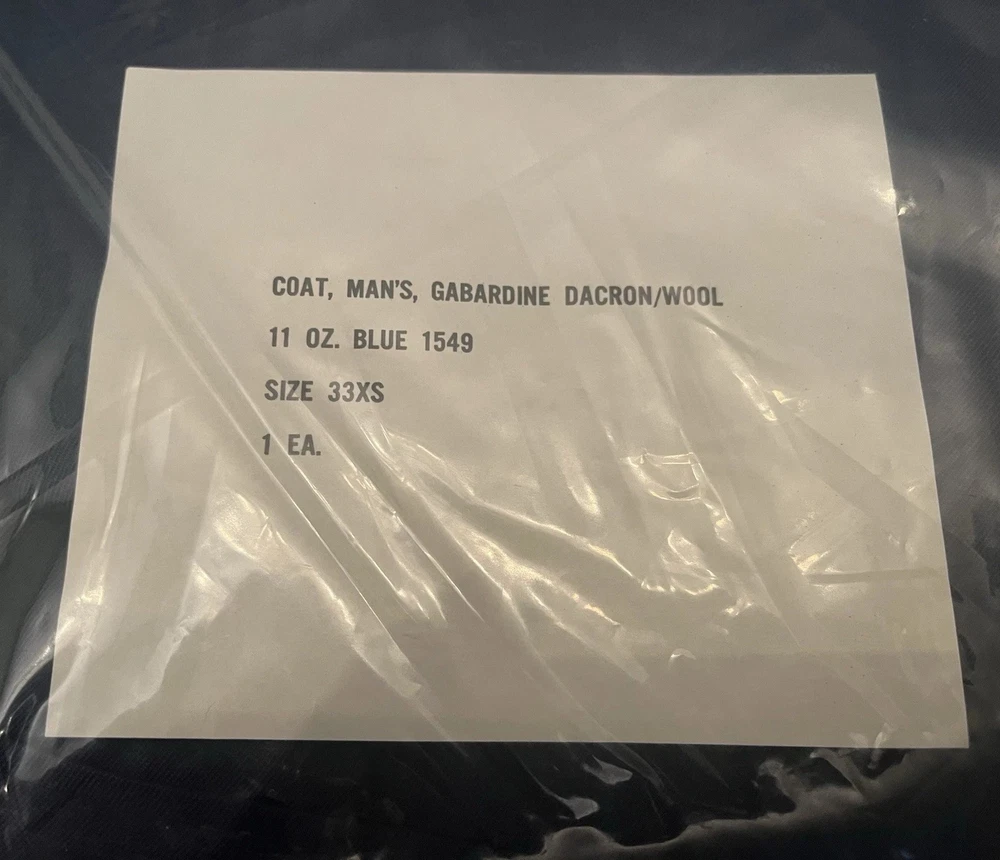 COAT, MAN'S, GABARDINE DACRON/WOOL
11 OZ. BLUE 1549
SIZE 33XS
1 EA.